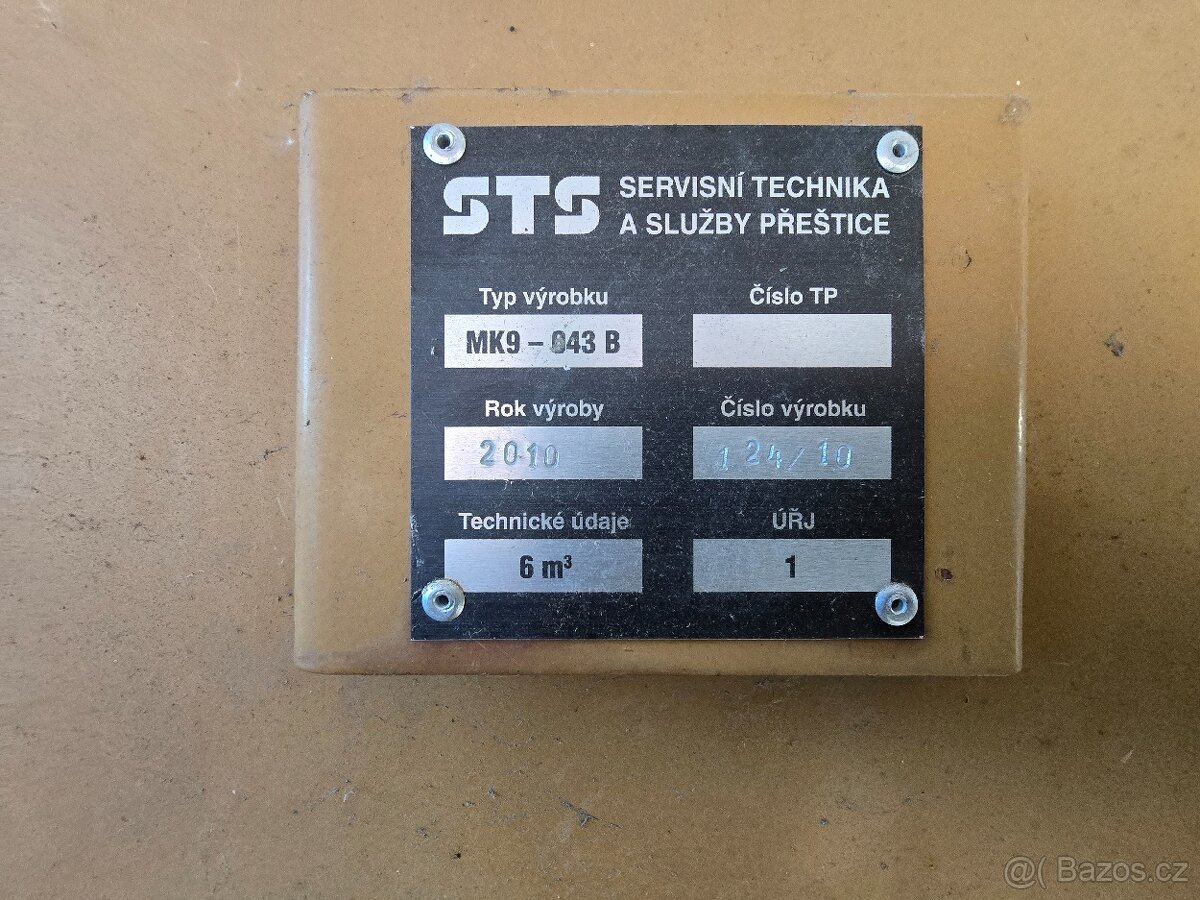 STS SERVISNÍ TECHNIKA
A SLUŽBY PŘEŠTICE
Typ výrobku Číslo TP
MK9 – 043 B
Rok výroby Číslo výrobku
2010 124/10
Technické údaje ÚŘJ
6 m³ 1
@( Bazos.cz